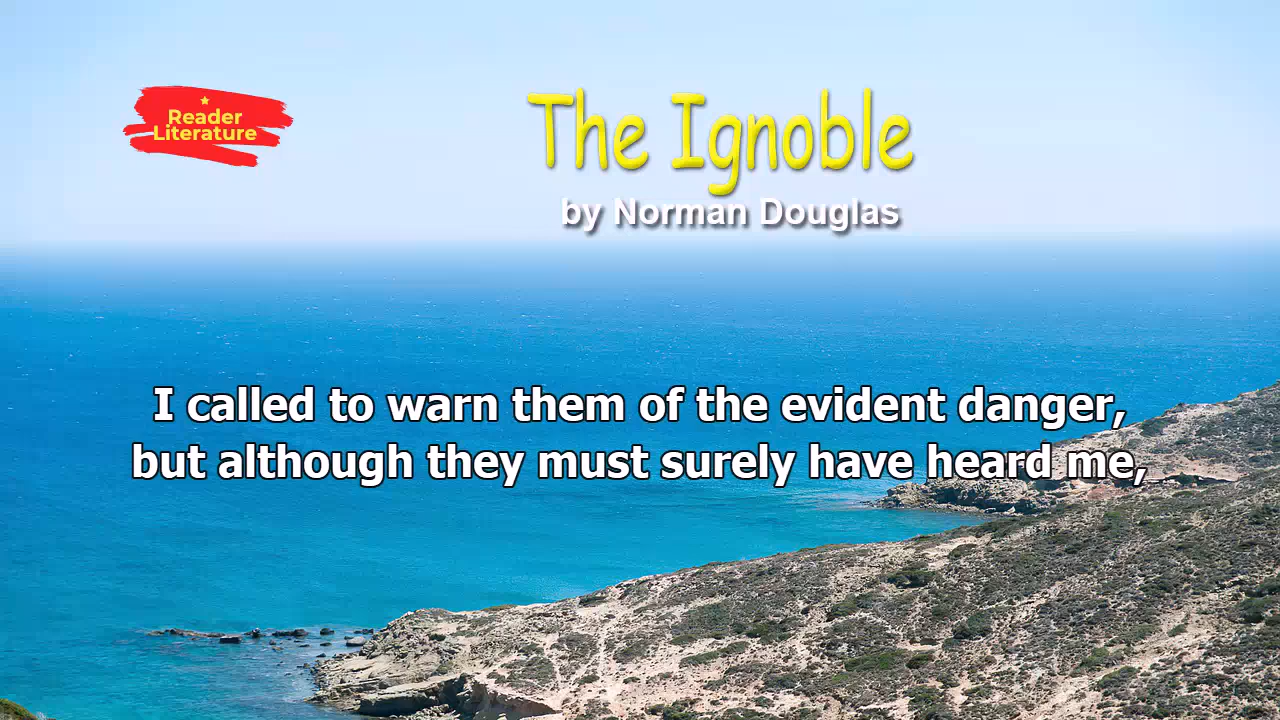 Reader
Literature
The Ignoble
by Norman Douglas
I called to warn them of the evident danger,
but although they must surely have heard me,